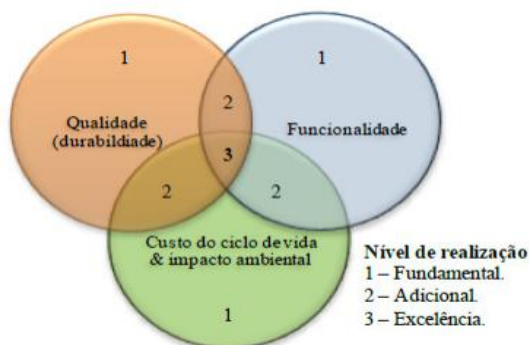 1
1
2
Qualidade
(durabildiade)
Funcionalidade
3
2
2
Custo do ciclo de vida
& impacto ambiental
1
Nível de realização
1 – Fundamental.
2 – Adicional.
3 – Excelência.